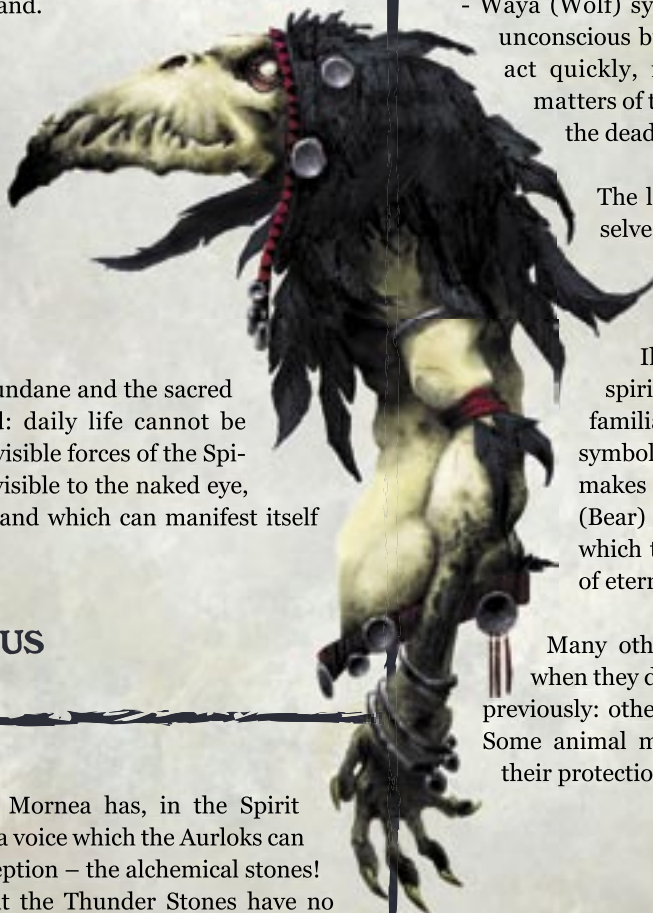 and.
undane and the sacred
: daily life cannot be
visible forces of the Spi-
visible to the naked eye,
and which can manifest itself
US
Mornea has, in the Spirit
a voice which the Aurloks can
eption – the alchemical stones!
t the Thunder Stones have no
- Waya (Wolf) sy
unconscious b
act quickly,
matters of t
the dead
The l
selve
Il
spiri
familia
symbol
makes
(Bear)
which t
of eterr
Many oth
when they d
previously: othe
Some animal m
their protectio